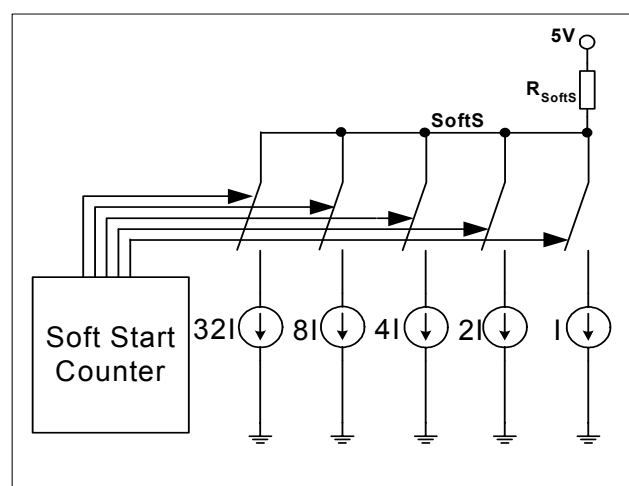 5V
RSoftS
SoftS
Soft Start
Counter
32I
8I
4I
2I
I